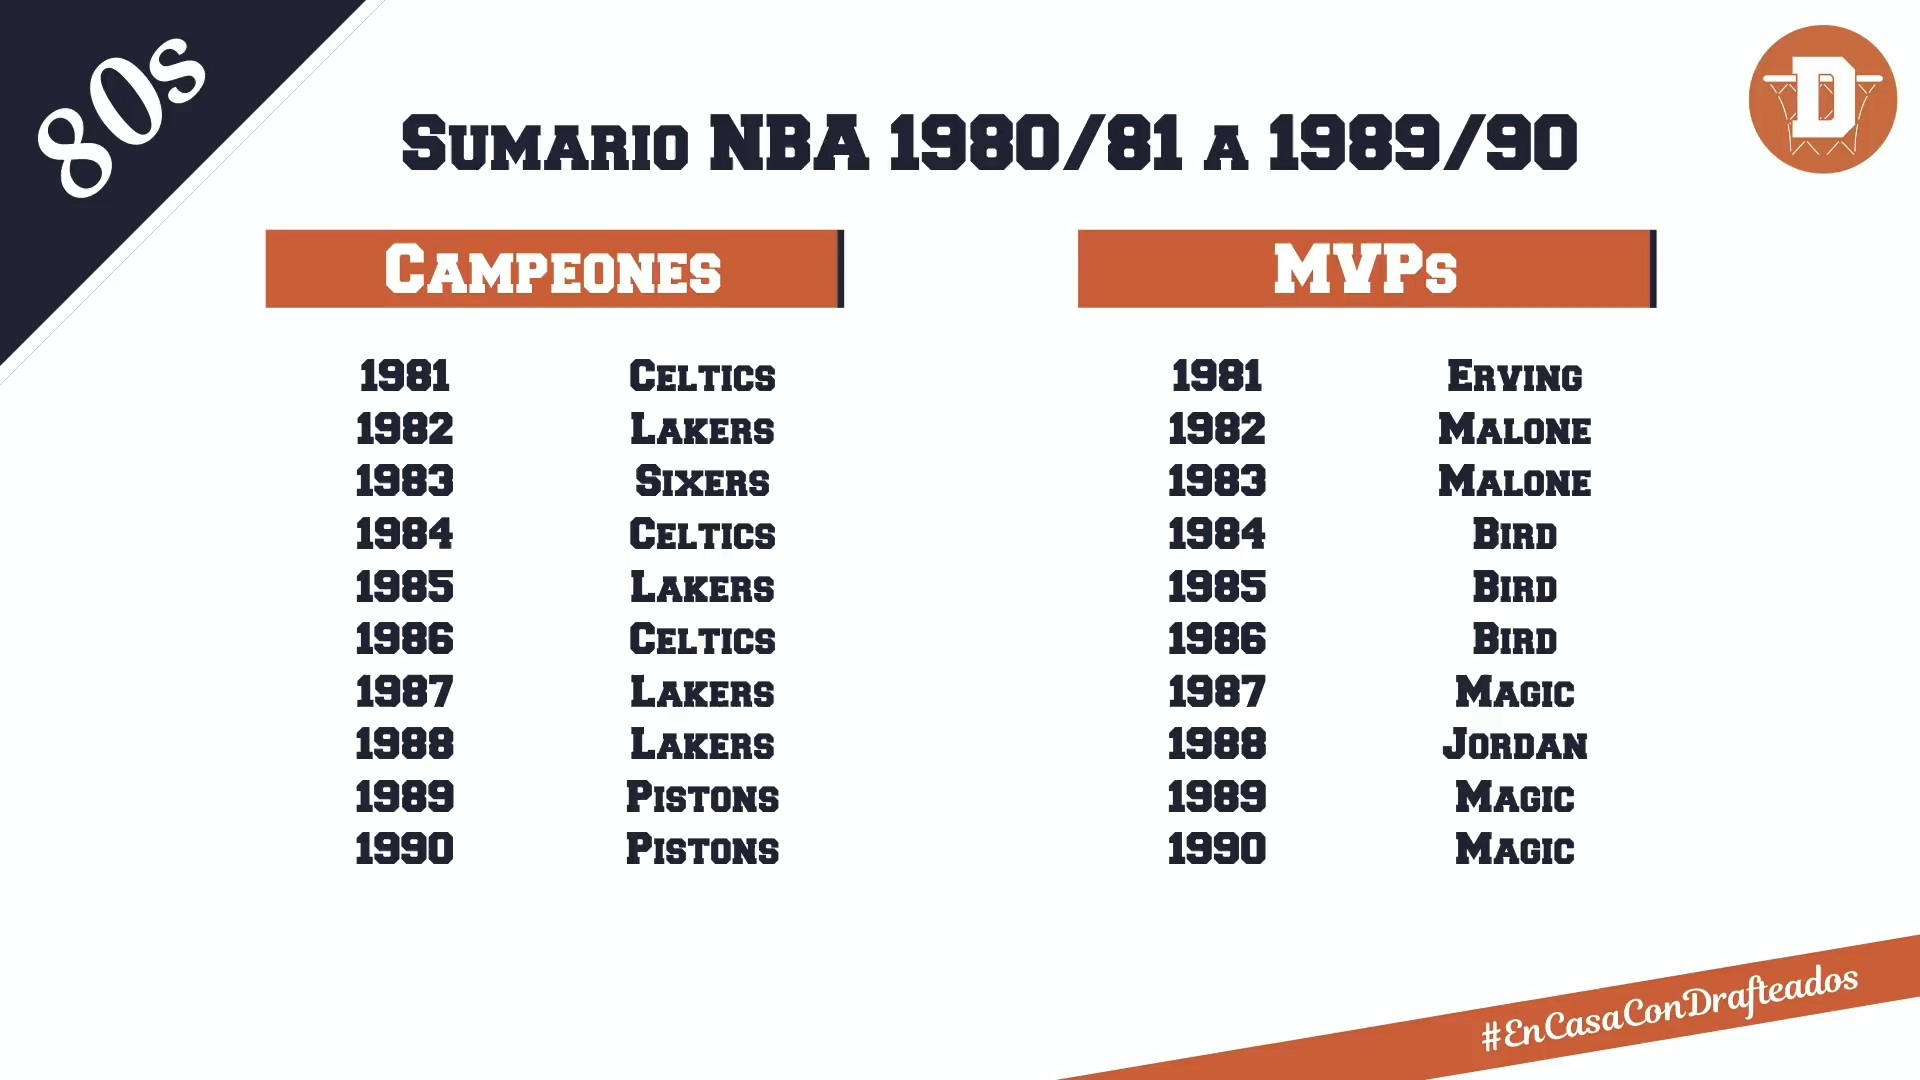 80s
D
Sumario NBA 1980/81 a 1989/90
Campeones
1981 Celtics
1982 Lakers
1983 Sixers
1984 Celtics
1985 Lakers
1986 Celtics
1987 Lakers
1988 Lakers
1989 Pistons
1990 Pistons
MVPs
1981 Erving
1982 Malone
1983 Malone
1984 Bird
1985 Bird
1986 Bird
1987 Magic
1988 Jordan
1989 Magic
1990 Magic
#EnCasaConDrafteados